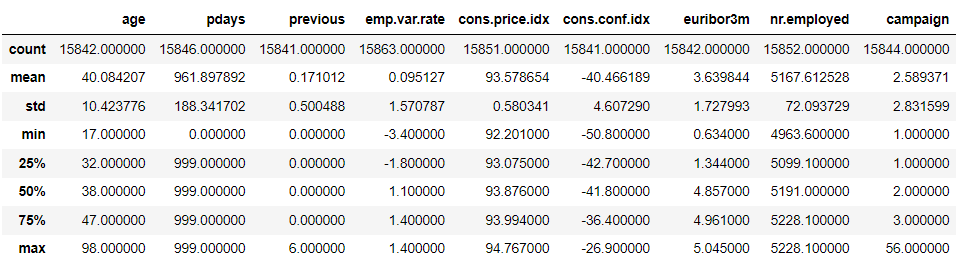 age pdays previous emp.var.rate cons.price.idx cons.conf.idx euribor3m nr.employed campaign
count 15842.000000 15846.000000 15841.000000 15863.000000 15851.000000 15841.000000 15842.000000 15852.000000 15844.000000
mean 40.084207 961.897892 0.171012 0.095127 93.578654 -40.466189 3.639844 5167.612528 2.589371
std 10.423776 188.341702 0.500488 1.570787 0.580341 4.607290 1.727993 72.093729 2.831599
min 17.000000 0.000000 0.000000 -3.400000 92.201000 -50.800000 0.634000 4963.600000 1.000000
25% 32.000000 999.000000 0.000000 -1.800000 93.075000 -42.700000 1.344000 5099.100000 1.000000
50% 38.000000 999.000000 0.000000 1.100000 93.876000 -41.800000 4.857000 5191.000000 2.000000
75% 47.000000 999.000000 0.000000 1.400000 93.994000 -36.400000 4.961000 5228.100000 3.000000
max 98.000000 999.000000 6.000000 1.400000 94.767000 -26.900000 5.045000 5228.100000 56.000000